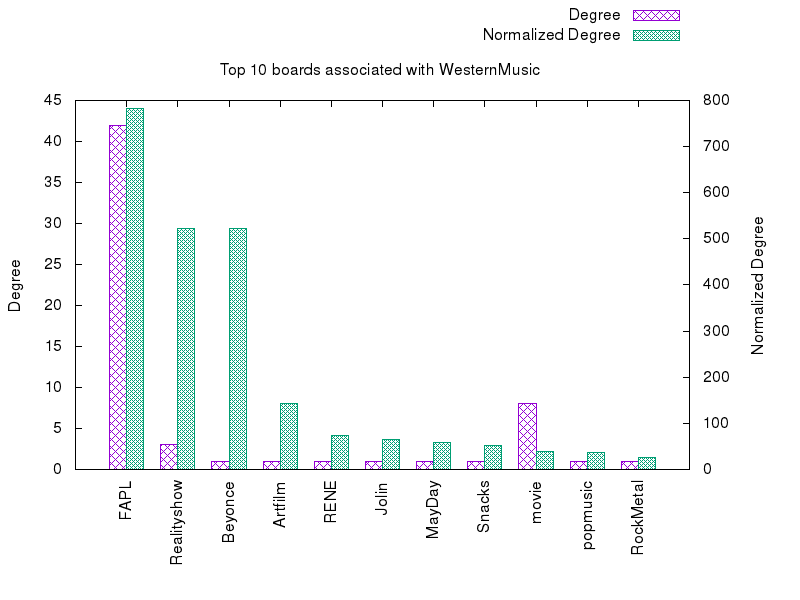 Degree
Normalized Degree
Top 10 boards associated with WesternMusic
45
40
35
30
25
20
15
10
5
0
800
700
600
500
400
300
200
100
0
Degree
Normalized Degree
FAPL
Realityshow
Beyonce
Artfilm
RENE
Jolin
MayDay
Snacks
movie
popmusic
RockMetal